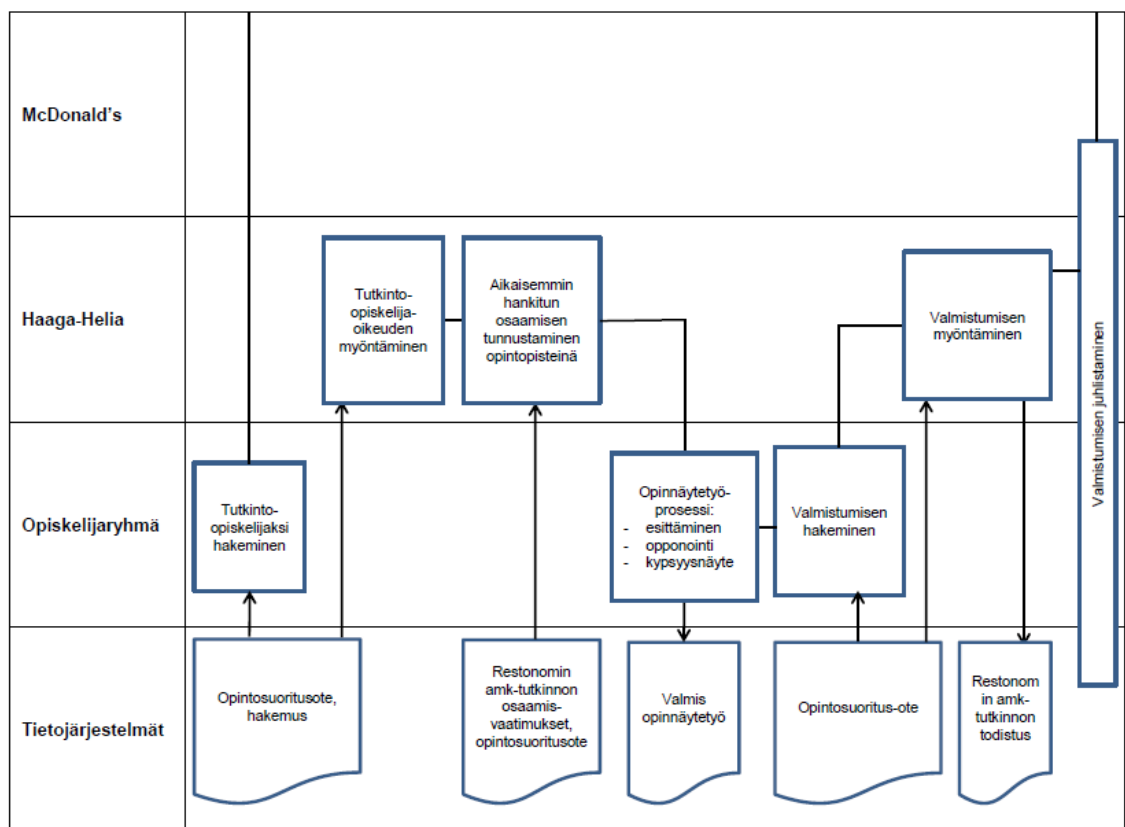 McDonald's
Haaga-Helia
Tutkinto-
opiskelija-
oikeuden
myöntäminen
Aikaisemmin
hankitun
osaamisen
tunnustaminen
opintopisteinä
Valmistumisen
myöntäminen
Valmistumisen juhlistaminen
Opiskelijaryhmä
Tutkinto-
opiskelijaksi
hakeminen
Opinnäytetyö-
prosessi:
- esittäminen
- opponointi
- kypsyysnäyte
Valmistumisen
hakeminen
Tietojärjestelmät
Opintosuoritusote,
hakemus
Restonomin
amk-tutkinnon
osaamis-
vaatimukset,
opintosuoritusote
Valmis
opinnäytetyö
Opintosuoritus-ote
Restonom
in amk-
tutkinnon
todistus